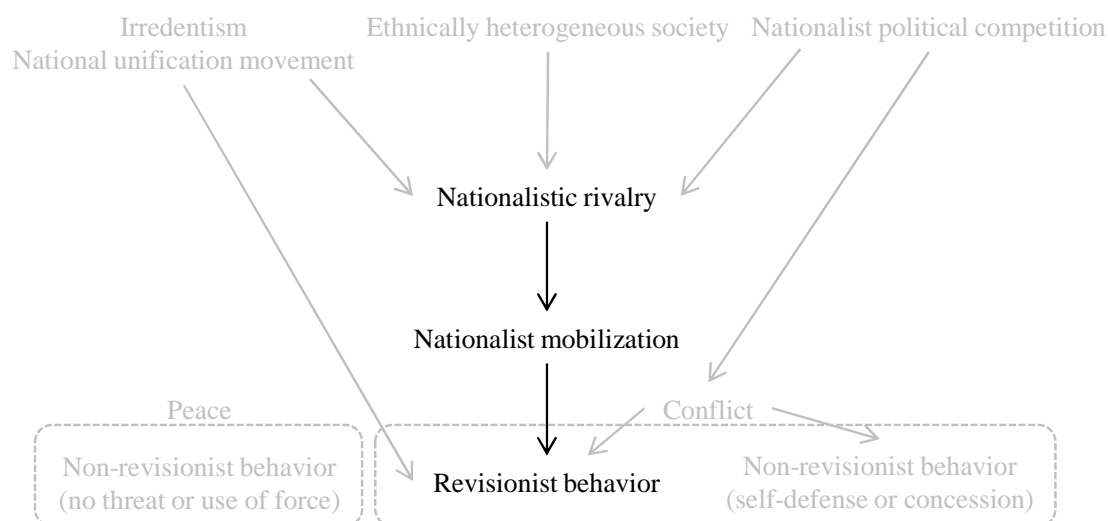 Irredentism
National unification movement
Ethnically heterogeneous society
Nationalist political competition
Nationalistic rivalry
Nationalist mobilization
Peace
Conflict
Non-revisionist behavior
(no threat or use of force)
Revisionist behavior
Non-revisionist behavior
(self-defense or concession)